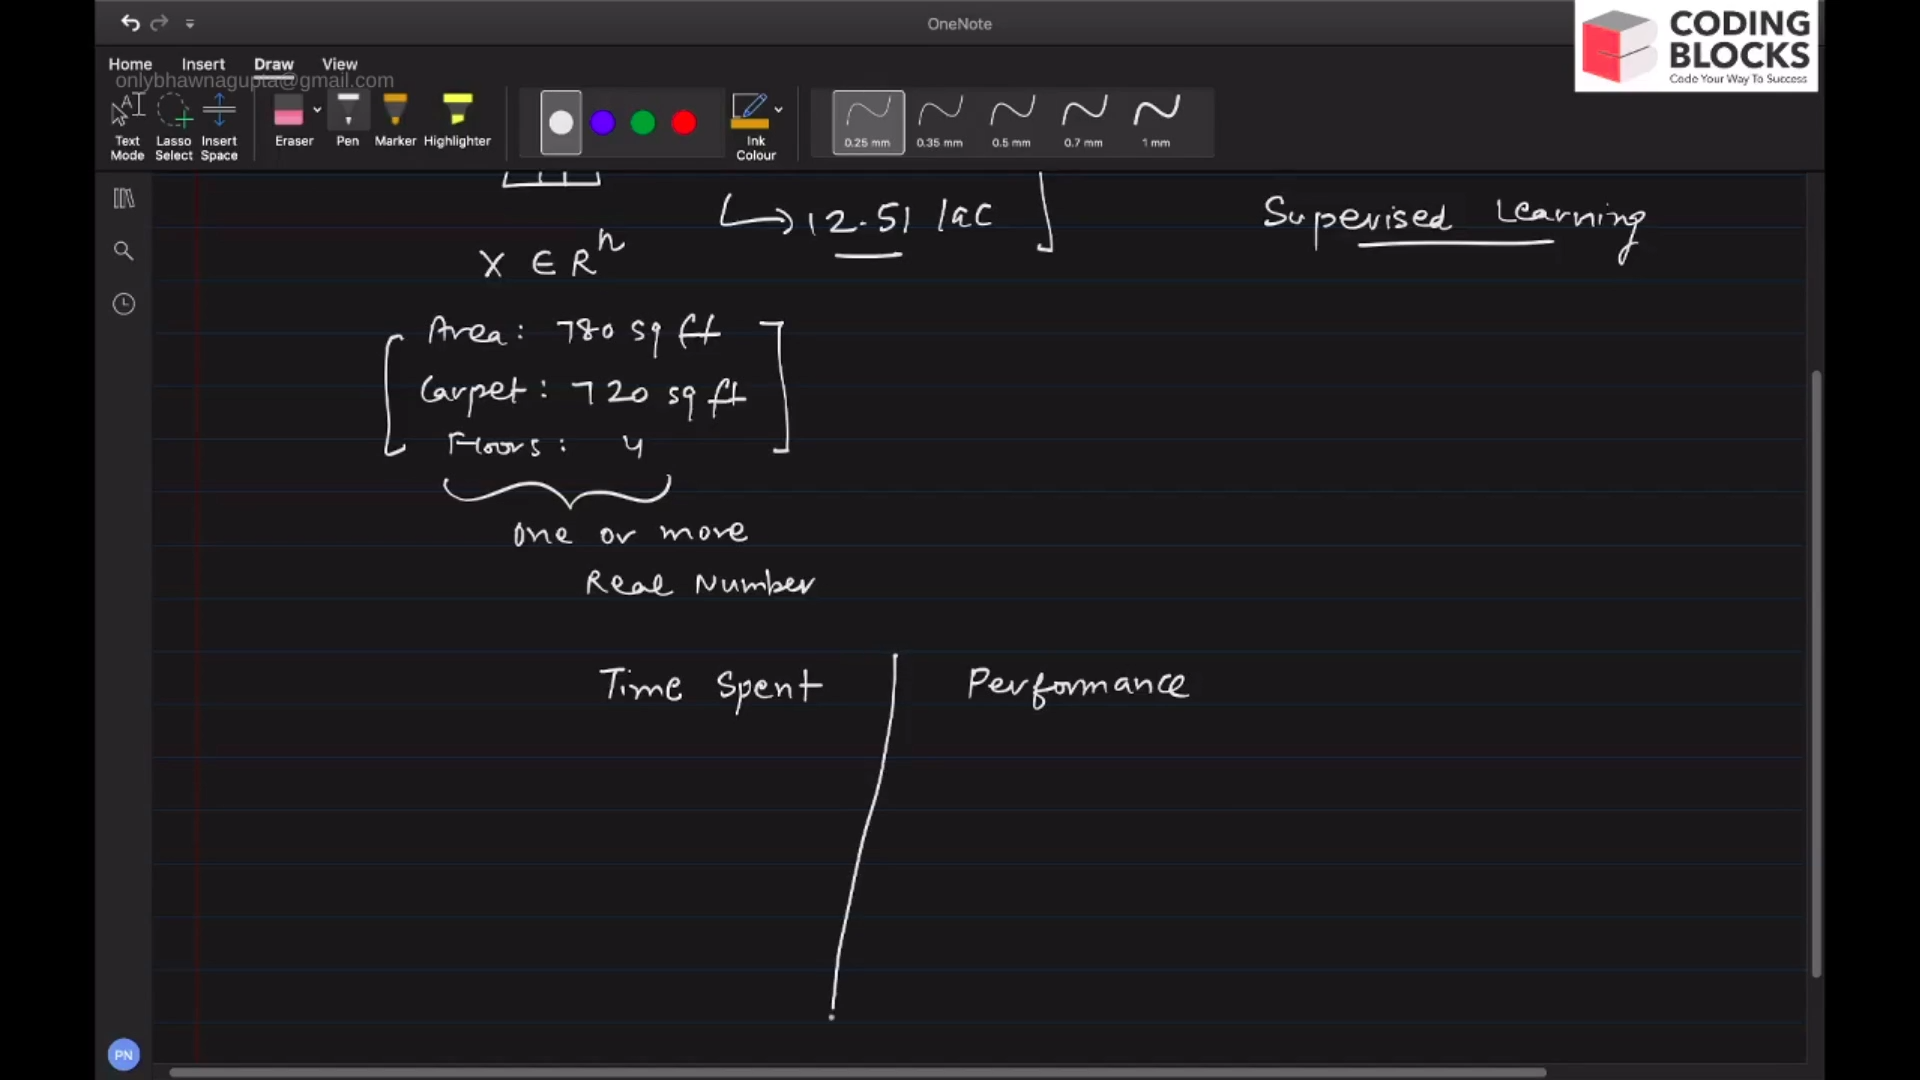 OneNote
CODING
BLOCKS
Code Your Way To Success
Home Insert Draw View
onlybhawnagupta@gmail.com
Text Mode
Lasso Select
Insert Space
Eraser
Pen
Marker
Highlighter
Ink Colour
0.25 mm
0.35 mm
0.5 mm
0.7 mm
1 mm
12.51 lac
Supervised Learning
X ∈ R^n
Area: 780 sq ft
Carpet: 720 sq ft
Floors: 4
One or more
Real Number
Time Spent
Performance
PN